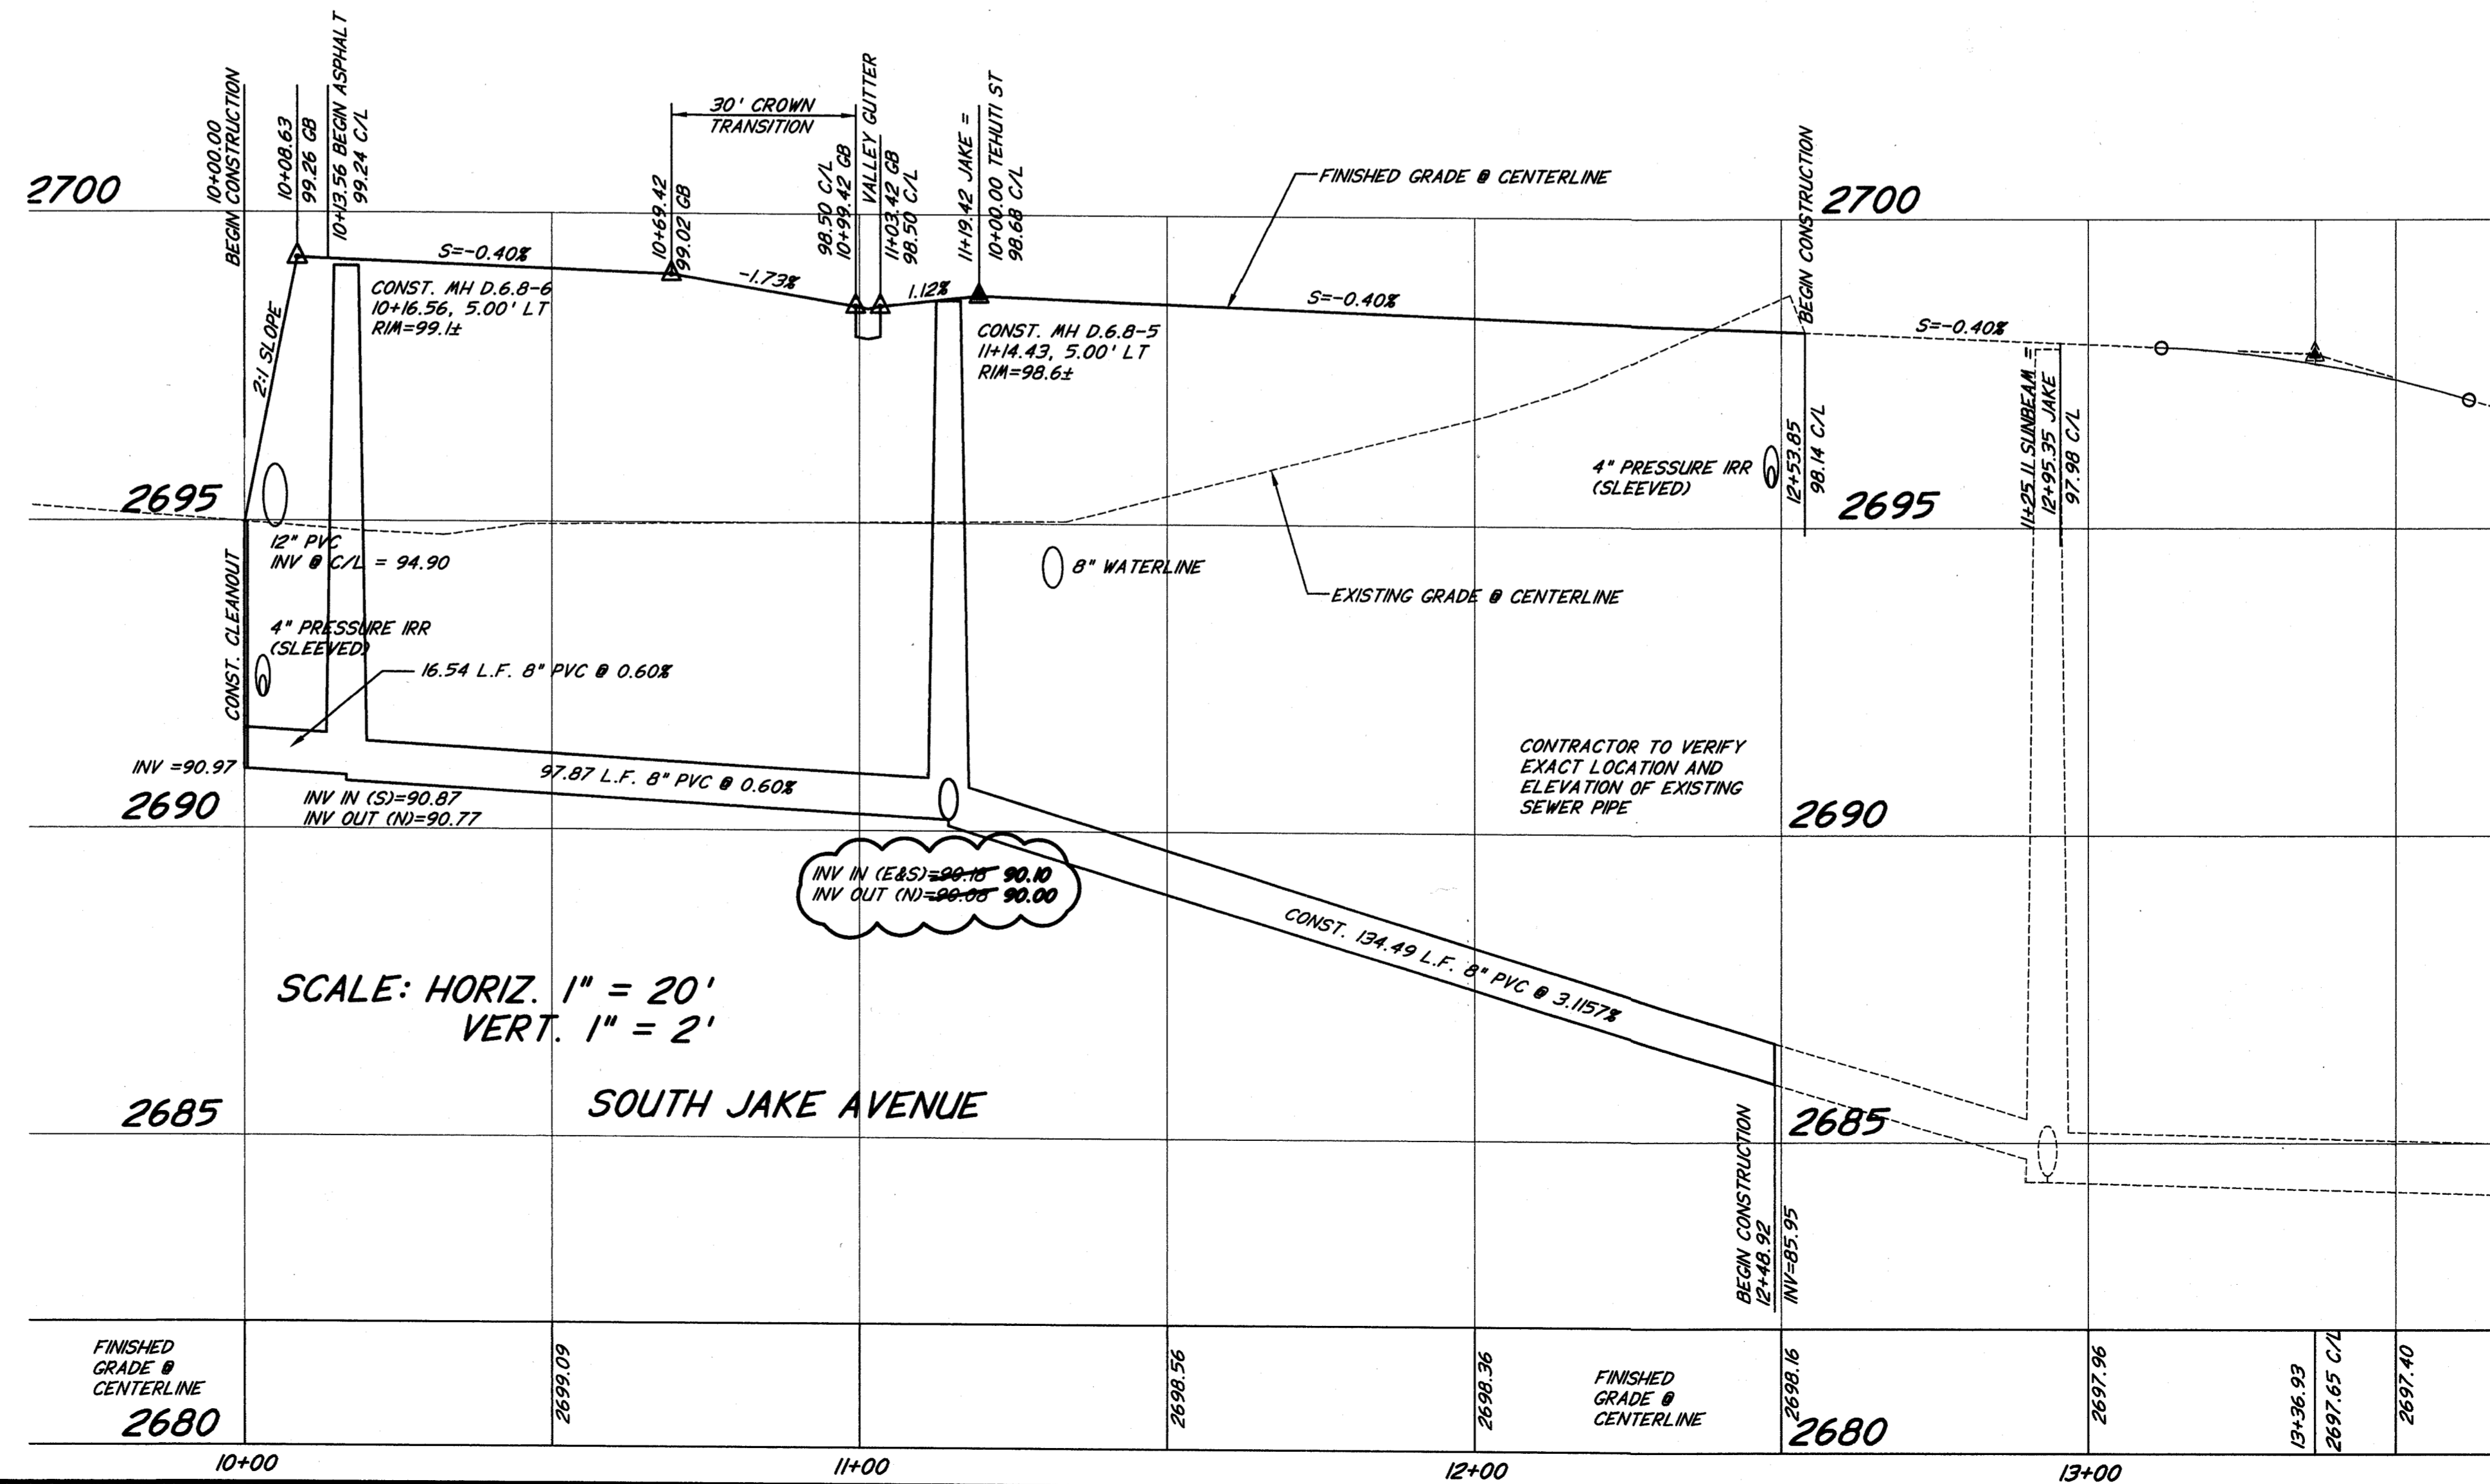 10+00.00
BEGIN CONSTRUCTION
10+08.63
99.26 GB
10+13.56 BEGIN ASPHALT
99.24 C/L
30' CROWN
TRANSITION
10+69.42
99.02 GB
98.50 C/L
10+99.42 GB
VALLEY GUTTER
11+03.42 GB
98.50 C/L
11+19.42 JAKE =
10+00.00 TEHUTI ST
98.68 C/L
FINISHED GRADE @ CENTERLINE
BEGIN CONSTRUCTION
2700
2700
S=-0.40%
-1.73%
1.12%
S=-0.40%
S=-0.40%
2:1 SLOPE
CONST. MH D.6.8-6
10+16.56, 5.00' LT
RIM=99.1±
CONST. MH D.6.8-5
11+14.43, 5.00' LT
RIM=98.6±
4" PRESSURE IRR
(SLEEVED)
12+53.85
98.14 C/L
11+25.11 SUNBEAM =
12+95.35 JAKE
97.98 C/L
2695
2695
12" PVC
INV @ C/L = 94.90
8" WATERLINE
EXISTING GRADE @ CENTERLINE
CONST. CLEANOUT
4" PRESSURE IRR
(SLEEVED)
16.54 L.F. 8" PVC @ 0.60%
INV =90.97
97.87 L.F. 8" PVC @ 0.60%
CONTRACTOR TO VERIFY
EXACT LOCATION AND
ELEVATION OF EXISTING
SEWER PIPE
2690
INV IN (S)=90.87
INV OUT (N)=90.77
2690
INV IN (E&S)=90.18 90.10
INV OUT (N)=90.08 90.00
CONST. 134.49 L.F. 8" PVC @ 3.1157%
SCALE: HORIZ. 1" = 20'
VERT. 1" = 2'
SOUTH JAKE AVENUE
2685
2685
BEGIN CONSTRUCTION
12+48.92
INV=85.95
FINISHED
GRADE @
CENTERLINE
2680
2699.09
2698.56
2698.36
FINISHED
GRADE @
CENTERLINE
2698.16
2680
2697.96
13+36.93
2697.65 C/L
2697.40
10+00
11+00
12+00
13+00